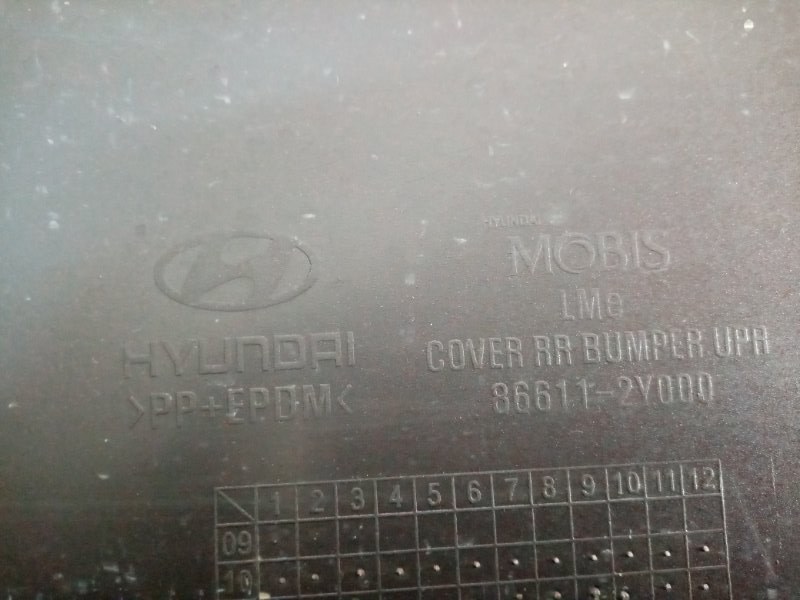 HYUNDAI
>PP+EPDM<
HYUNDAI
MOBIS
LMe
COVER RR BUMPER UPR
86611-2Y000
1 2 3 4 5 6 7 8 9 10 11 12
09
10